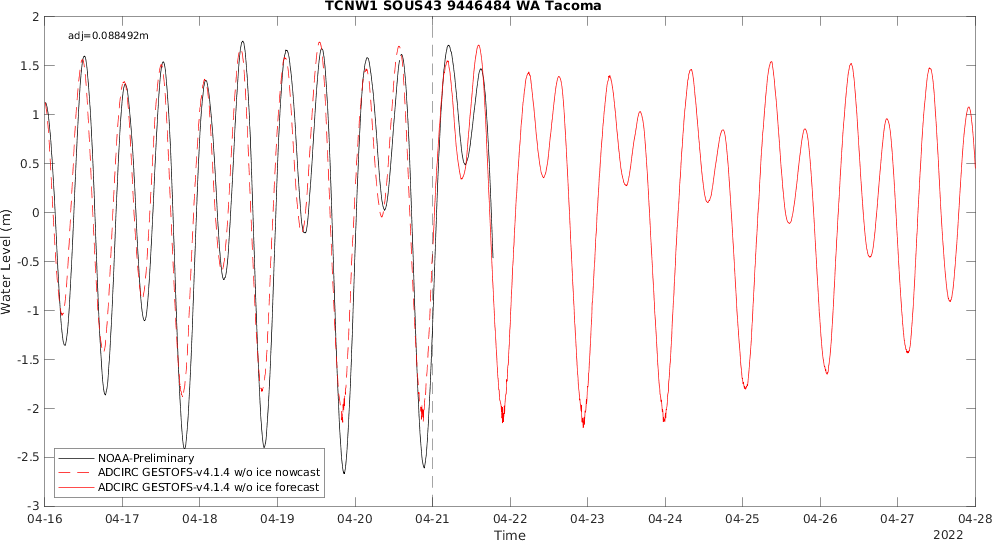 TCNW1 SOUS43 9446484 WA Tacoma
adj=0.088492m
2
1.5
1
0.5
0
-0.5
-1
-1.5
-2
-2.5
-3
Water Level (m)
NOAA-Preliminary
ADCIRC GESTOFS-v4.1.4 w/o ice nowcast
ADCIRC GESTOFS-v4.1.4 w/o ice forecast
04-16 04-17 04-18 04-19 04-20 04-21 04-22 04-23 04-24 04-25 04-26 04-27 04-28
Time
2022